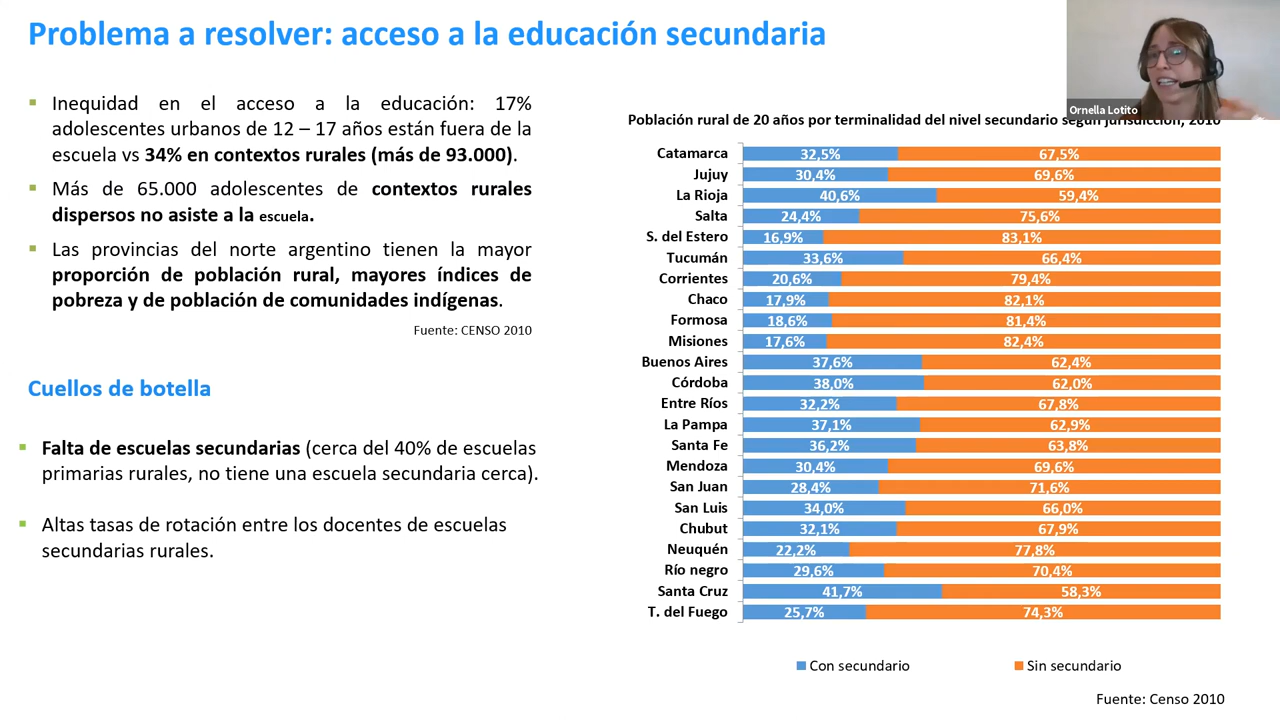 Problema a resolver: acceso a la educación secundaria
▪ Inequidad en el acceso a la educación: 17%
adolescentes urbanos de 12 – 17 años están fuera de la
escuela vs 34% en contextos rurales (más de 93.000).
▪ Más de 65.000 adolescentes de contextos rurales
dispersos no asiste a la escuela.
▪ Las provincias del norte argentino tienen la mayor
proporción de población rural, mayores índices de
pobreza y de población de comunidades indígenas.
Fuente: CENSO 2010
Cuellos de botella
▪ Falta de escuelas secundarias (cerca del 40% de escuelas
primarias rurales, no tiene una escuela secundaria cerca).
▪ Altas tasas de rotación entre los docentes de escuelas
secundarias rurales.
Ornella Lotito
Población rural de 20 años por terminalidad del nivel secundario según jurisdicción, 2010
Catamarca 32,5% 67,5%
Jujuy 30,4% 69,6%
La Rioja 40,6% 59,4%
Salta 24,4% 75,6%
S. del Estero 16,9% 83,1%
Tucumán 33,6% 66,4%
Corrientes 20,6% 79,4%
Chaco 17,9% 82,1%
Formosa 18,6% 81,4%
Misiones 17,6% 82,4%
Buenos Aires 37,6% 62,4%
Córdoba 38,0% 62,0%
Entre Ríos 32,2% 67,8%
La Pampa 37,1% 62,9%
Santa Fe 36,2% 63,8%
Mendoza 30,4% 69,6%
San Juan 28,4% 71,6%
San Luis 34,0% 66,0%
Chubut 32,1% 67,9%
Neuquén 22,2% 77,8%
Río negro 29,6% 70,4%
Santa Cruz 41,7% 58,3%
T. del Fuego 25,7% 74,3%
Con secundario Sin secundario
Fuente: Censo 2010